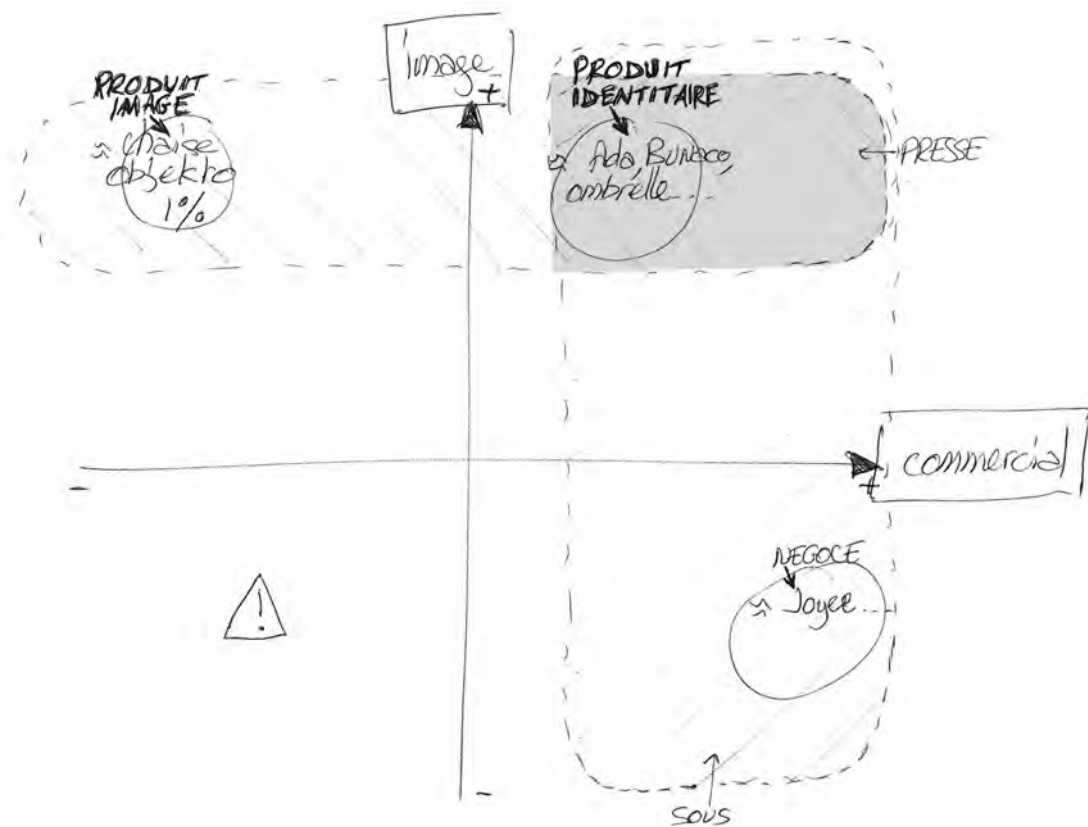 Image
+
PRODUIT
IMAGE
≈ chaise
objekto
1%
PRODUIT
IDENTITAIRE
≈ Ada, Bunaco,
ombrelle....
PRESSE
commercial
-
+
NEGOCE
≈ Joyce....
!
-
SOUS